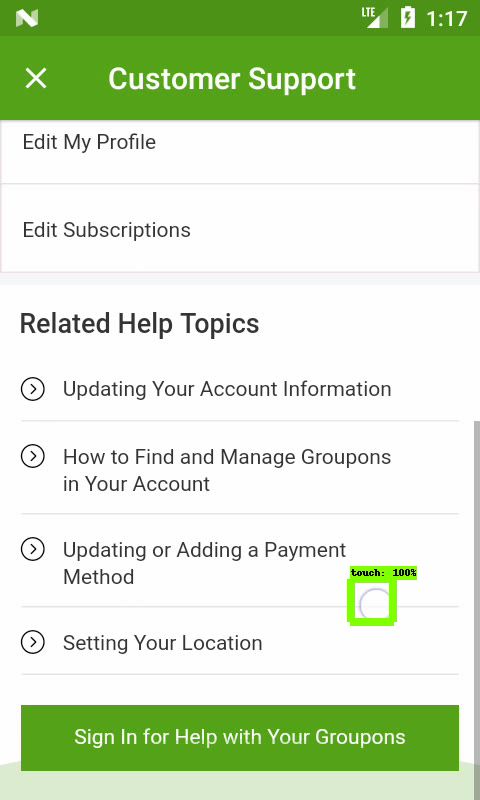 LTE 1:17
Customer Support
Edit My Profile
Edit Subscriptions
Related Help Topics
Updating Your Account Information
How to Find and Manage Groupons
in Your Account
Updating or Adding a Payment
Method
touch: 100%
Setting Your Location
Sign In for Help with Your Groupons